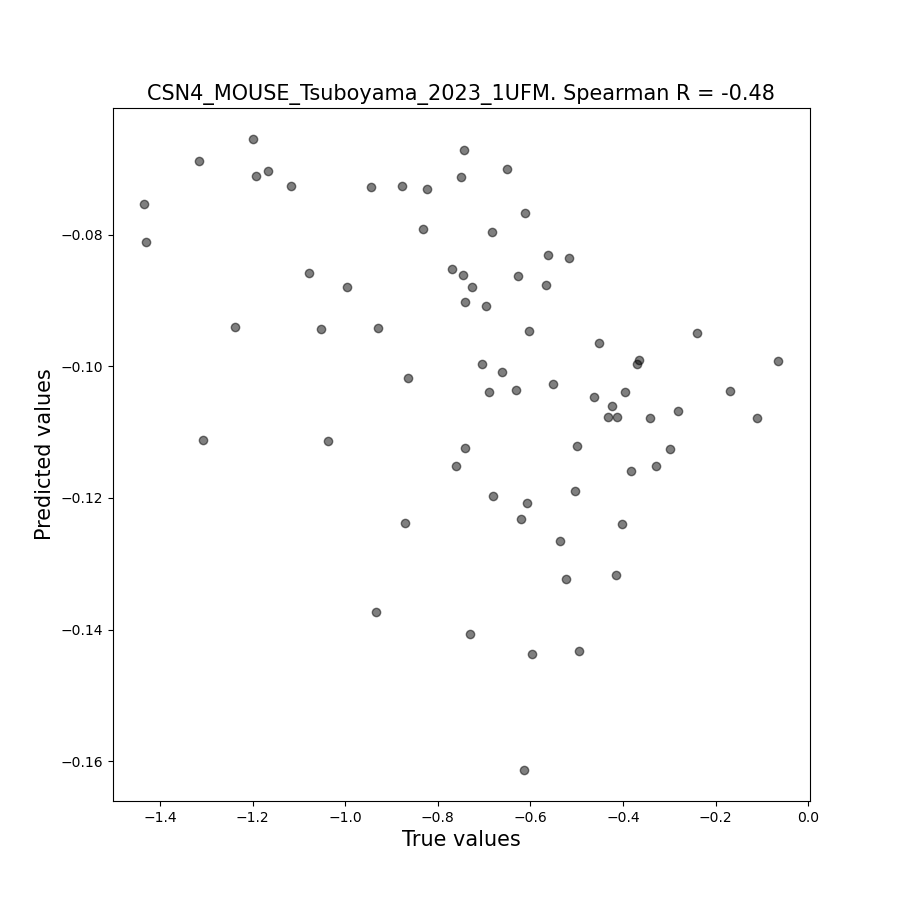 CSN4_MOUSE_Tsuboyama_2023_1UFM. Spearman R = -0.48
Predicted values
−0.08
−0.10
−0.12
−0.14
−0.16
−1.4 −1.2 −1.0 −0.8 −0.6 −0.4 −0.2 0.0
True values